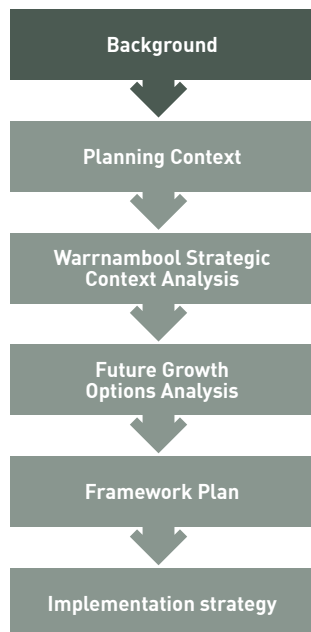 Background
Planning Context
Warrnambool Strategic
Context Analysis
Future Growth
Options Analysis
Framework Plan
Implementation strategy